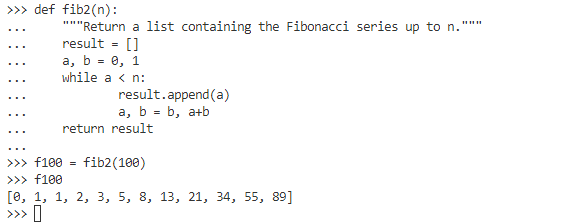 >>> def fib2(n):
...     """Return a list containing the Fibonacci series up to n."""
...     result = []
...     a, b = 0, 1
...     while a < n:
...             result.append(a)
...             a, b = b, a+b
...     return result
...
>>> f100 = fib2(100)
>>> f100
[0, 1, 1, 2, 3, 5, 8, 13, 21, 34, 55, 89]
>>>